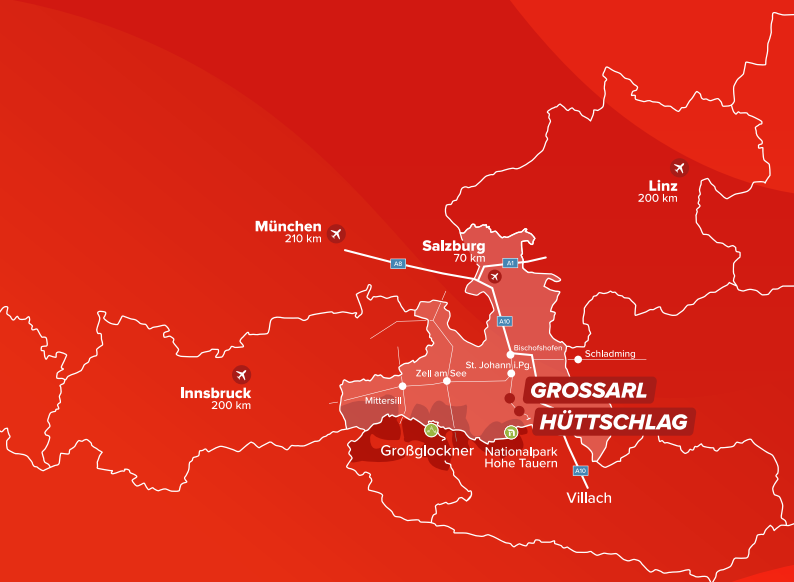 Linz
200 km
München
210 km
Salzburg
70 km
A8
A1
A10
Bischofshofen
Schladming
St. Johann i.Pg.
Zell am See
Innsbruck
200 km
Mittersill
GROSSARL
HÜTTSCHLAG
Großglockner
Nationalpark
Hohe Tauern
A10
Villach